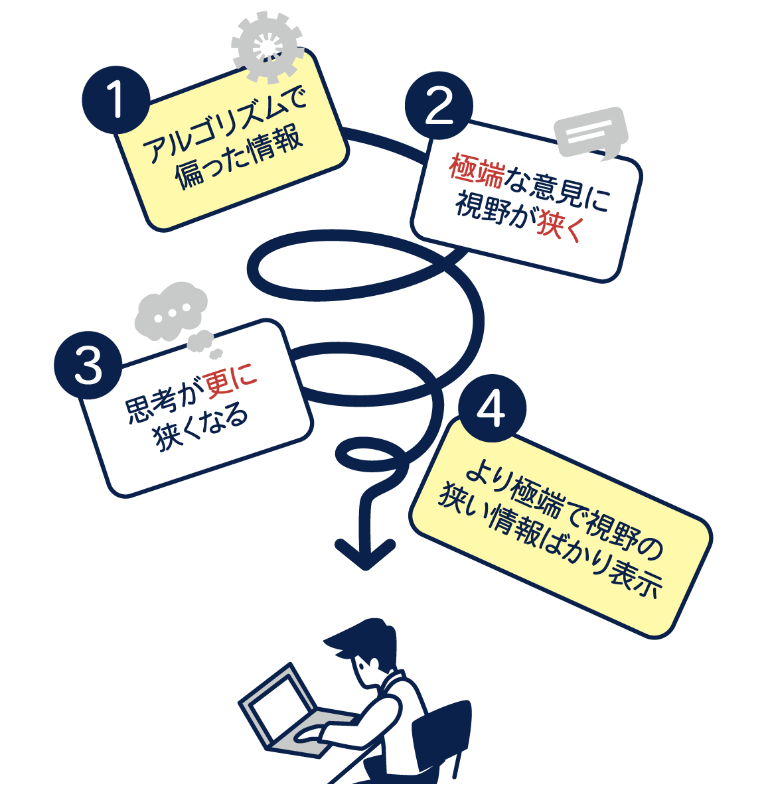 1
アルゴリズムで
偏った情報
2
極端な意見に
視野が狭く
3
思考が更に
狭くなる
4
より極端で視野の
狭い情報ばかり表示